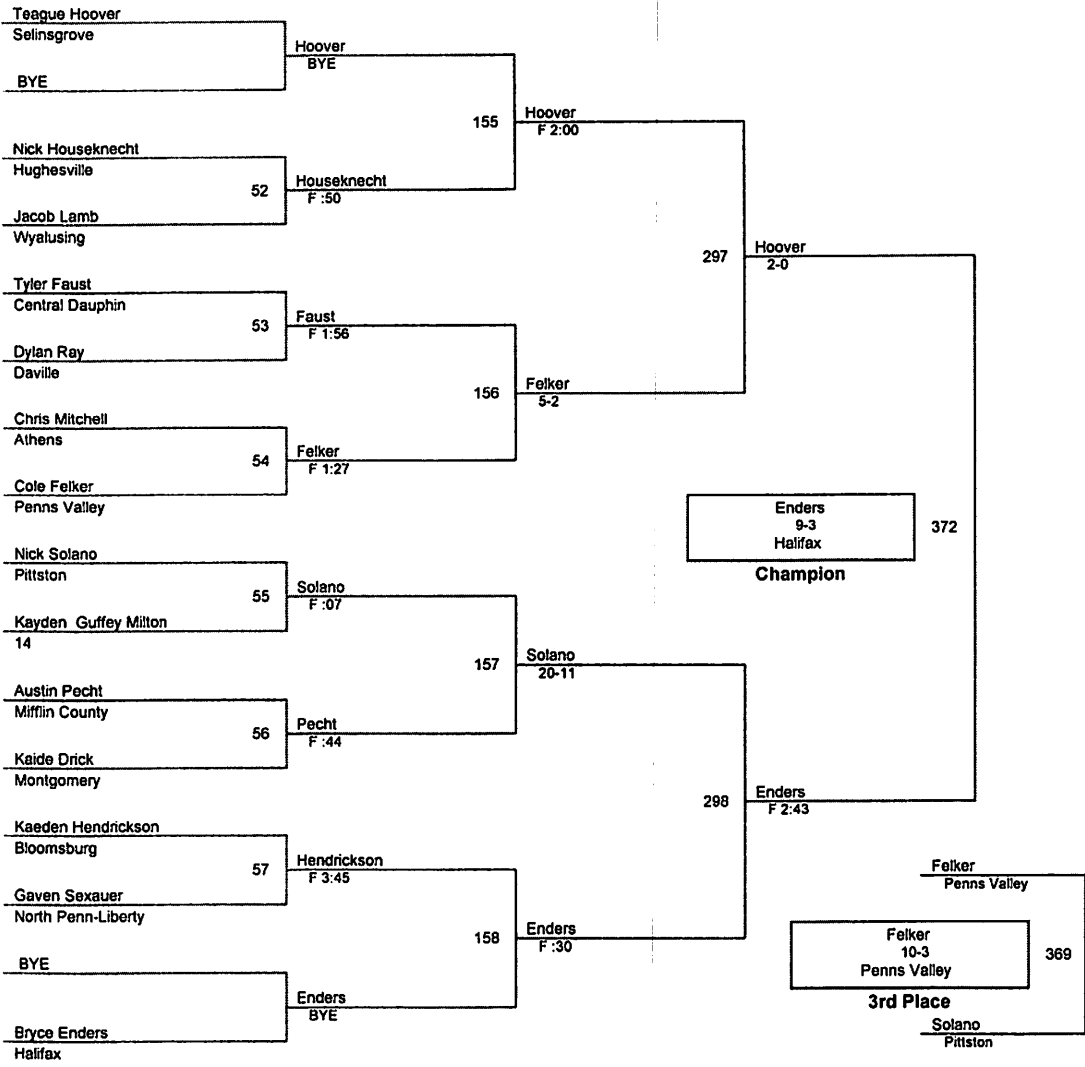 Teague Hoover
Selinsgrove
BYE
Hoover
BYE
Nick Houseknecht
Hughesville
52
Jacob Lamb
Wyalusing
Houseknecht
F :50
155
Hoover
F 2:00
Tyler Faust
Central Dauphin
53
Dylan Ray
Daville
Faust
F 1:56
Chris Mitchell
Athens
54
Cole Felker
Penns Valley
Felker
F 1:27
156
Felker
5-2
297
Hoover
2-0
Nick Solano
Pittston
55
Kayden Guffey Milton
14
Solano
F :07
Austin Pecht
Mifflin County
56
Kaide Drick
Montgomery
Pecht
F :44
157
Solano
20-11
Kaeden Hendrickson
Bloomsburg
57
Gaven Sexauer
North Penn-Liberty
Hendrickson
F 3:45
BYE
Bryce Enders
Halifax
Enders
BYE
158
Enders
F :30
298
Enders
F 2:43
372
Enders
9-3
Halifax
Champion
Felker
Penns Valley
369
Felker
10-3
Penns Valley
3rd Place
Solano
Pittston